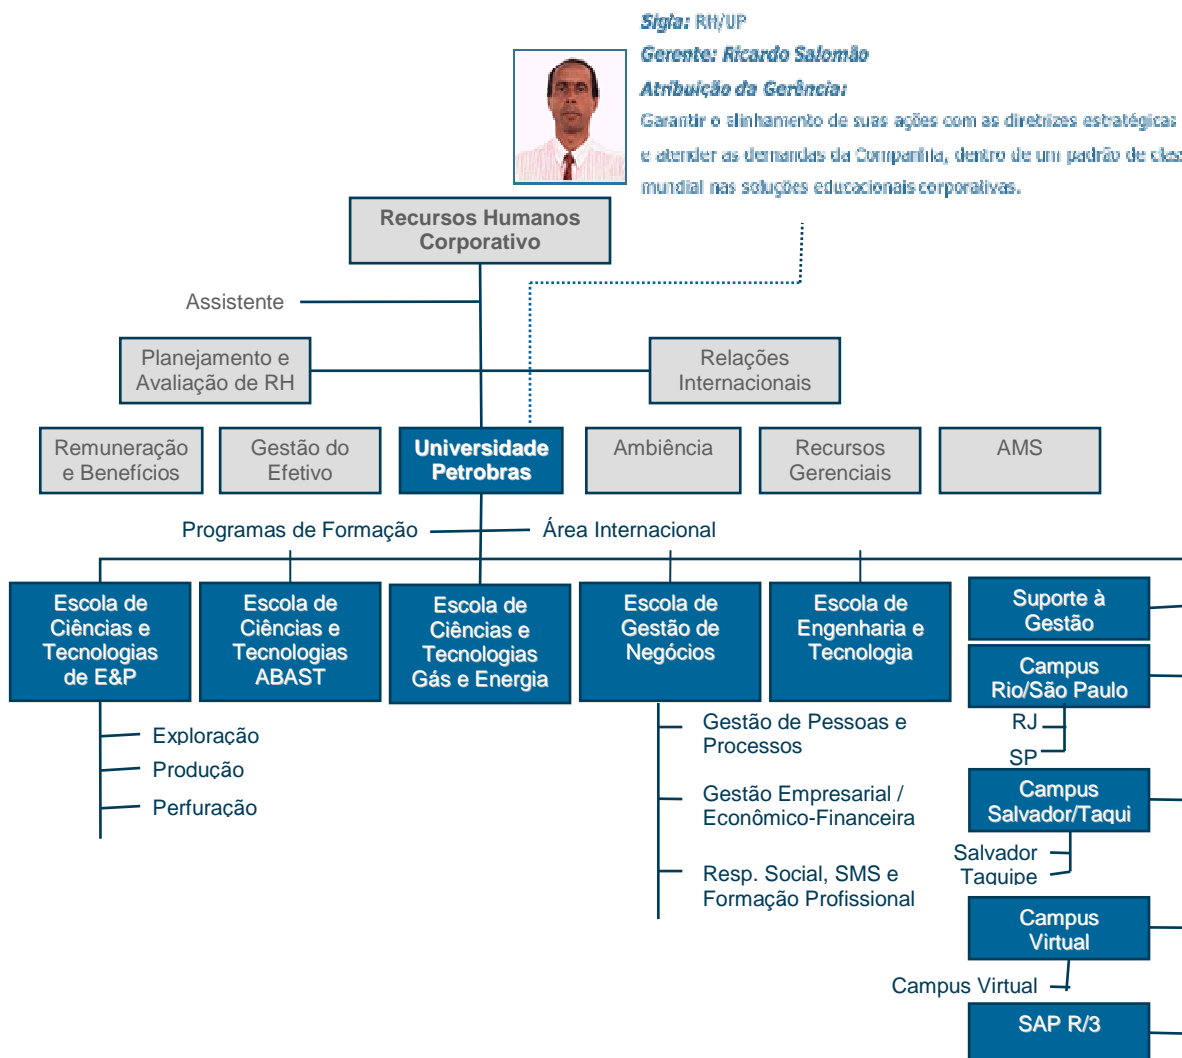 Sigla: RH/UP
Gerente: Ricardo Salomão
Atribuição da Gerência:
Garantir o alinhamento de suas ações com as diretrizes estratégicas
e atender as demandas da Companhia, dentro de um padrão de clas
mundial nas soluções educacionais corporativas.
Recursos Humanos
Corporativo
Assistente
Planejamento e
Avaliação de RH
Relações
Internacionais
Remuneração
e Benefícios
Gestão do
Efetivo
Universidade
Petrobras
Ambiência
Recursos
Gerenciais
AMS
Programas de Formação
Área Internacional
Escola de
Ciências e
Tecnologias
de E&P
Escola de
Ciências e
Tecnologias
ABAST
Escola de
Ciências e
Tecnologias
Gás e Energia
Escola de
Gestão de
Negócios
Escola de
Engenharia e
Tecnologia
Suporte à
Gestão
Campus
Rio/São Paulo
RJ
SP
Campus
Salvador/Taqui
Salvador
Taquipe
Campus
Virtual
Campus Virtual
SAP R/3
Exploração
Produção
Perfuração
Gestão de Pessoas e
Processos
Gestão Empresarial /
Econômico-Financeira
Resp. Social, SMS e
Formação Profissional